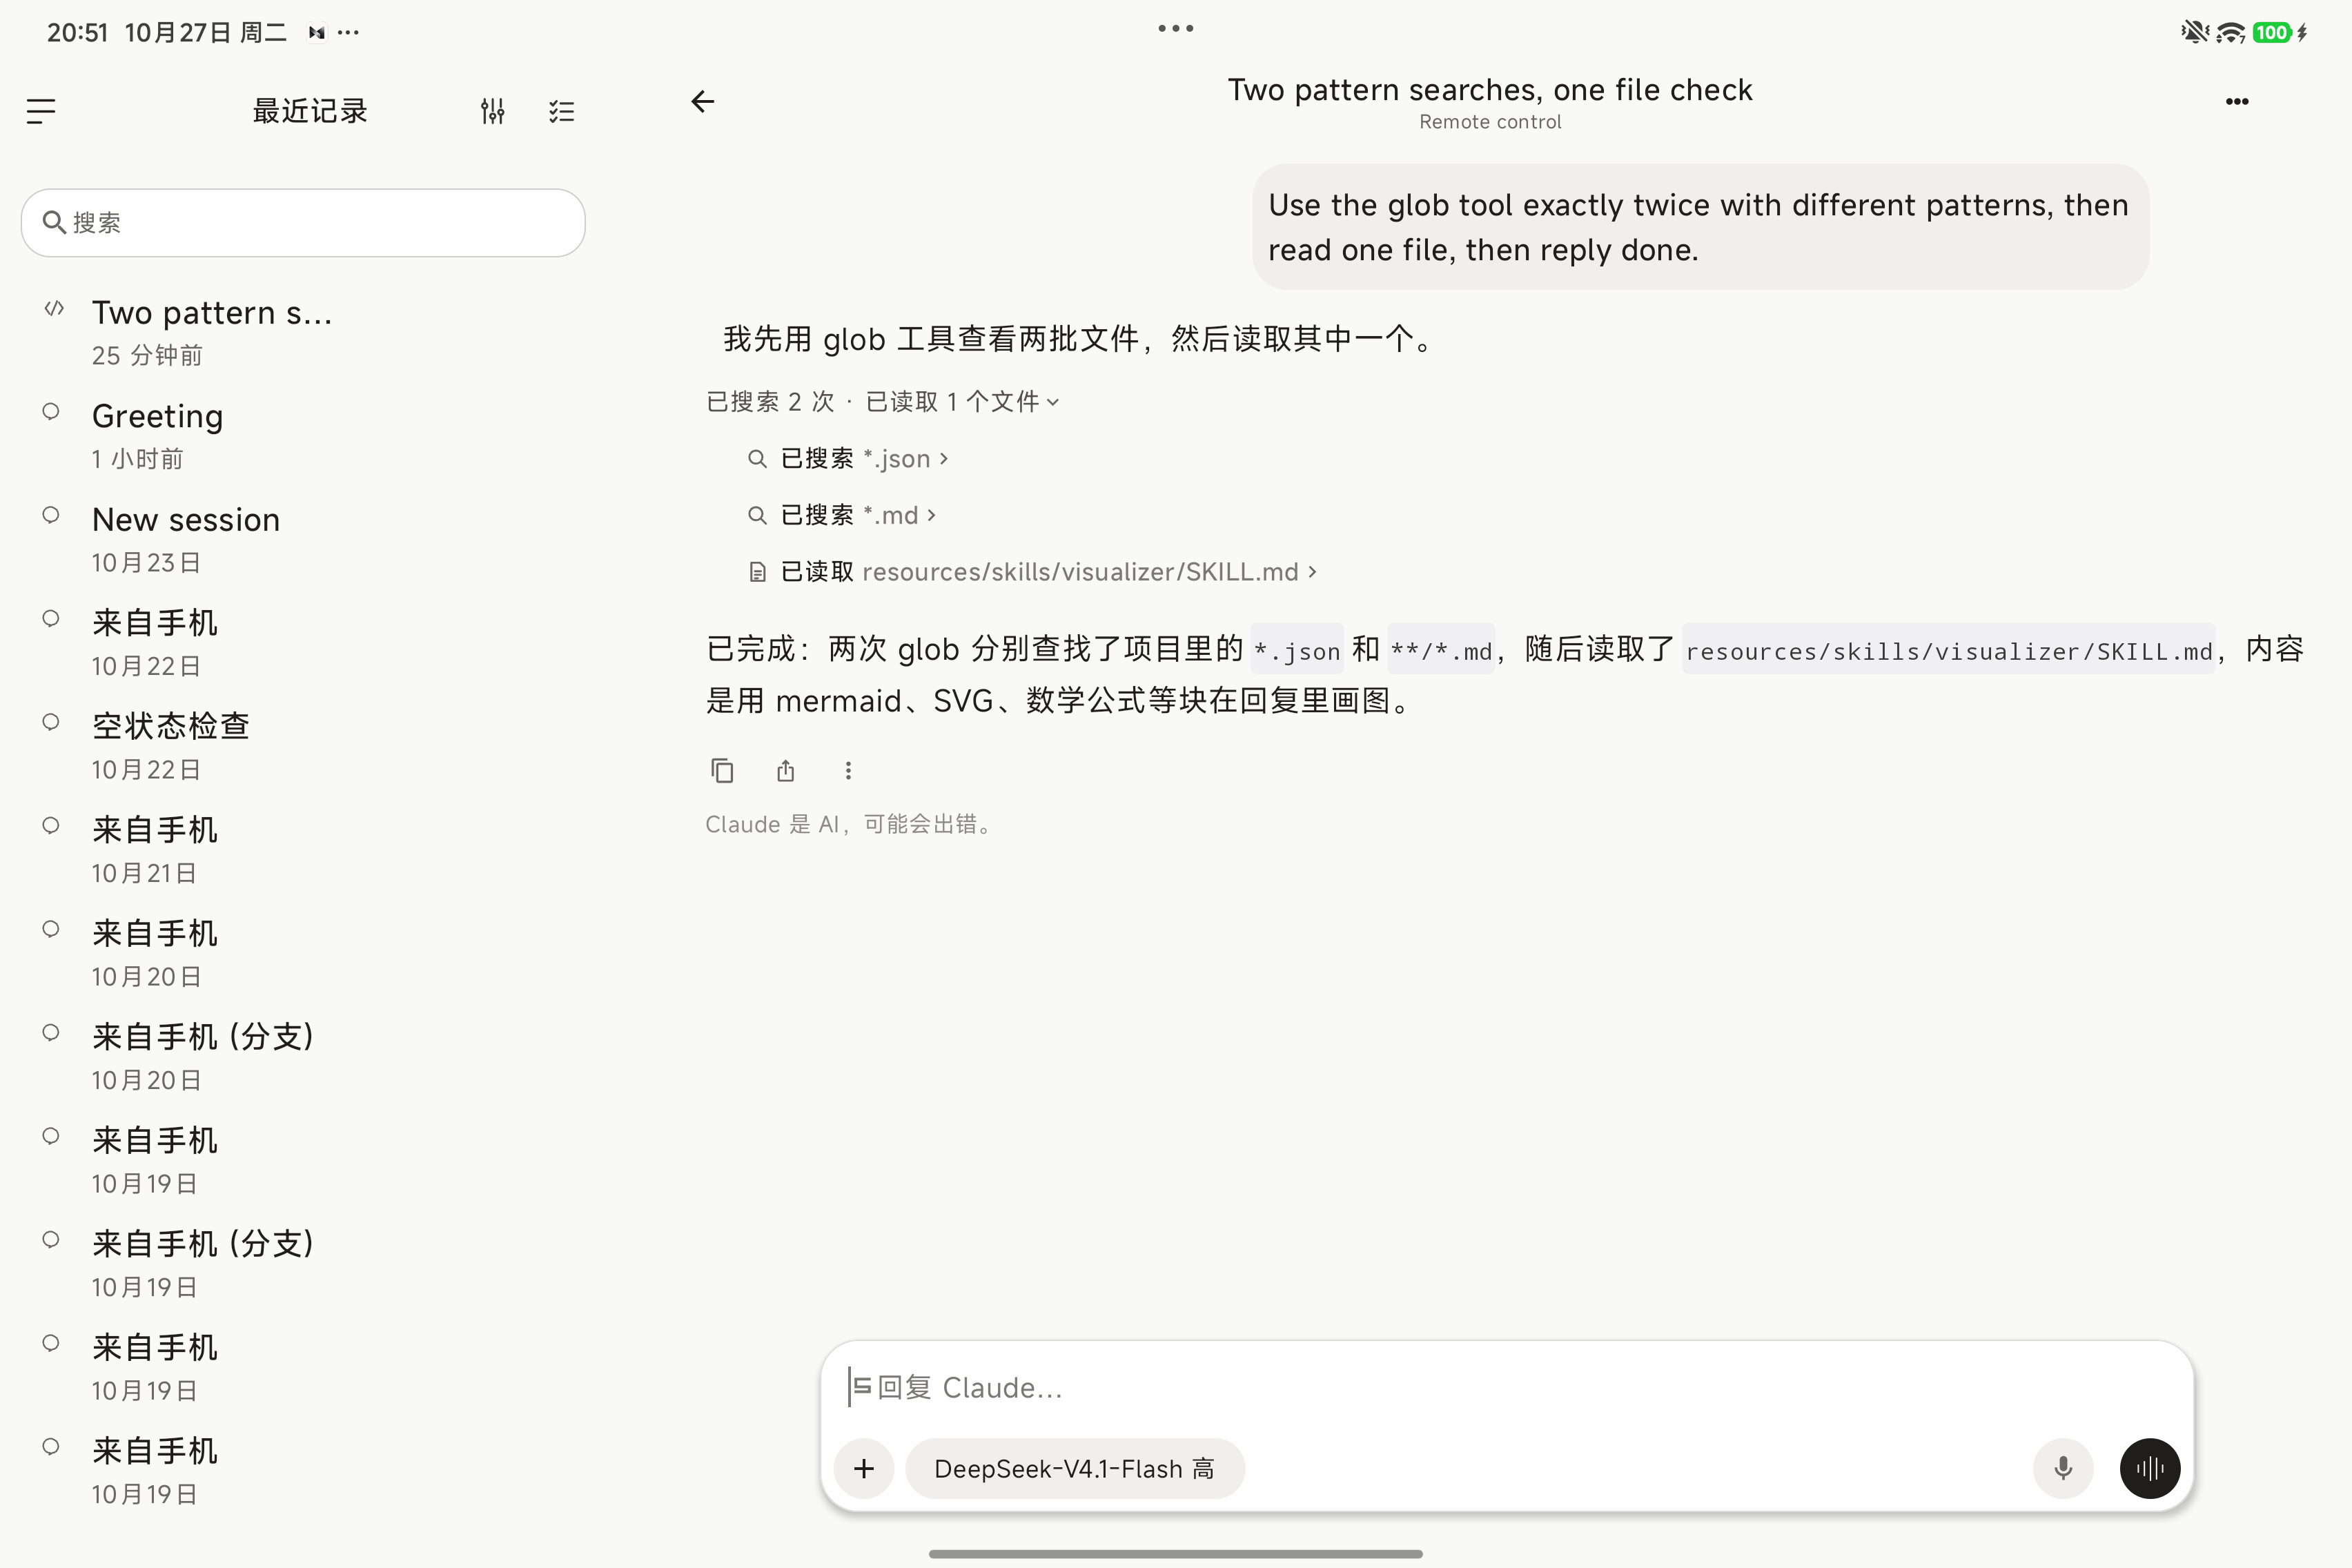 20:51 10月27日 周二
100
最近记录
搜索
Two pattern s...
25 分钟前
Greeting
1 小时前
New session
10月23日
来自手机
10月22日
空状态检查
10月22日
来自手机
10月21日
来自手机
10月20日
来自手机 (分支)
10月20日
来自手机
10月19日
来自手机 (分支)
10月19日
来自手机
10月19日
来自手机
10月19日
Two pattern searches, one file check
Remote control
Use the glob tool exactly twice with different patterns, then
read one file, then reply done.
我先用 glob 工具查看两批文件，然后读取其中一个。
已搜索 2 次 · 已读取 1 个文件
已搜索 *.json
已搜索 *.md
已读取 resources/skills/visualizer/SKILL.md
已完成：两次 glob 分别查找了项目里的 *.json 和 **/*.md，随后读取了 resources/skills/visualizer/SKILL.md，内容
是用 mermaid、SVG、数学公式等块在回复里画图。
Claude 是 AI，可能会出错。
回复 Claude...
DeepSeek-V4.1-Flash 高